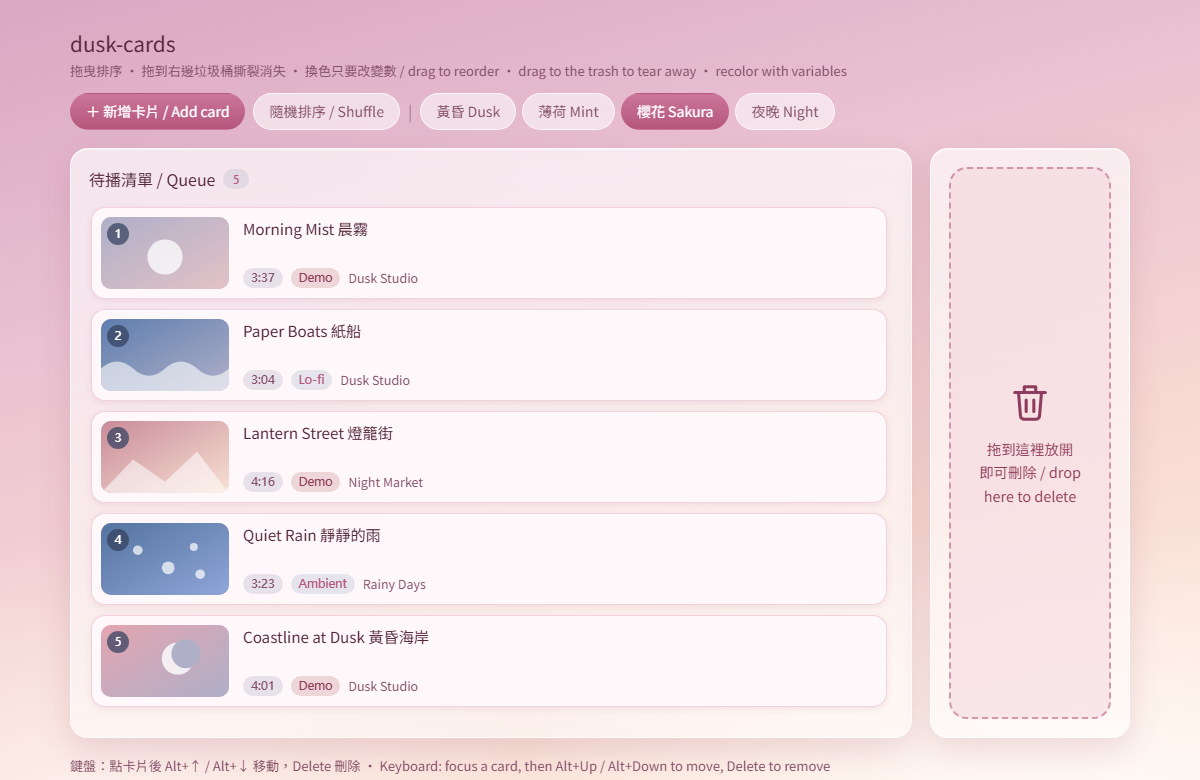 dusk-cards
拖曳排序 ・ 拖到右邊垃圾桶撕裂消失 ・ 換色只要改變數 / drag to reorder ・ drag to the trash to tear away ・ recolor with variables
＋ 新增卡片 / Add card 隨機排序 / Shuffle | 黃昏 Dusk 薄荷 Mint 櫻花 Sakura 夜晚 Night
待播清單 / Queue 5
1
Morning Mist 晨霧
3:37 Demo Dusk Studio
2
Paper Boats 紙船
3:04 Lo-fi Dusk Studio
3
Lantern Street 燈籠街
4:16 Demo Night Market
4
Quiet Rain 靜靜的雨
3:23 Ambient Rainy Days
5
Coastline at Dusk 黃昏海岸
4:01 Demo Dusk Studio
拖到這裡放開
即可刪除 / drop
here to delete
鍵盤：點卡片後 Alt+↑ / Alt+↓ 移動，Delete 刪除 ・ Keyboard: focus a card, then Alt+Up / Alt+Down to move, Delete to remove